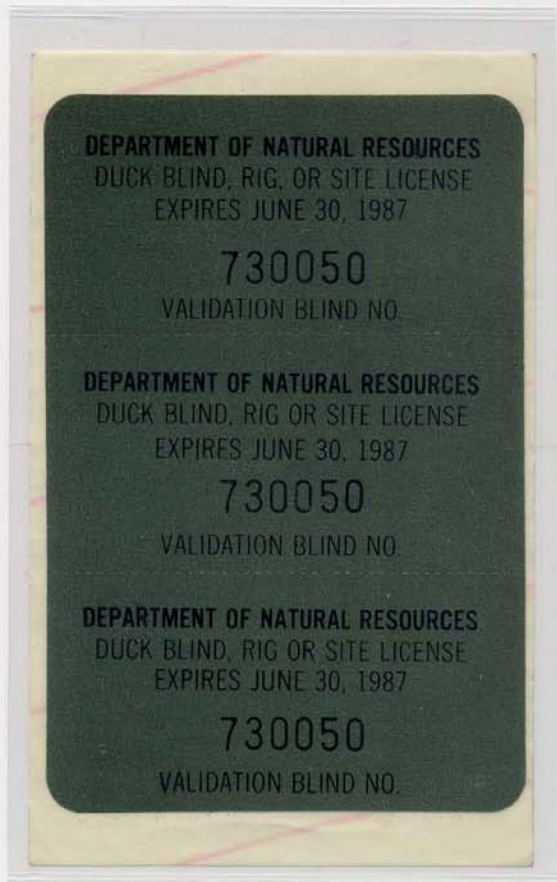 DEPARTMENT OF NATURAL RESOURCES
DUCK BLIND, RIG, OR SITE LICENSE
EXPIRES JUNE 30, 1987
730050
VALIDATION BLIND NO.
DEPARTMENT OF NATURAL RESOURCES
DUCK BLIND, RIG OR SITE LICENSE
EXPIRES JUNE 30, 1987
730050
VALIDATION BLIND NO.
DEPARTMENT OF NATURAL RESOURCES
DUCK BLIND, RIG OR SITE LICENSE
EXPIRES JUNE 30, 1987
730050
VALIDATION BLIND NO.